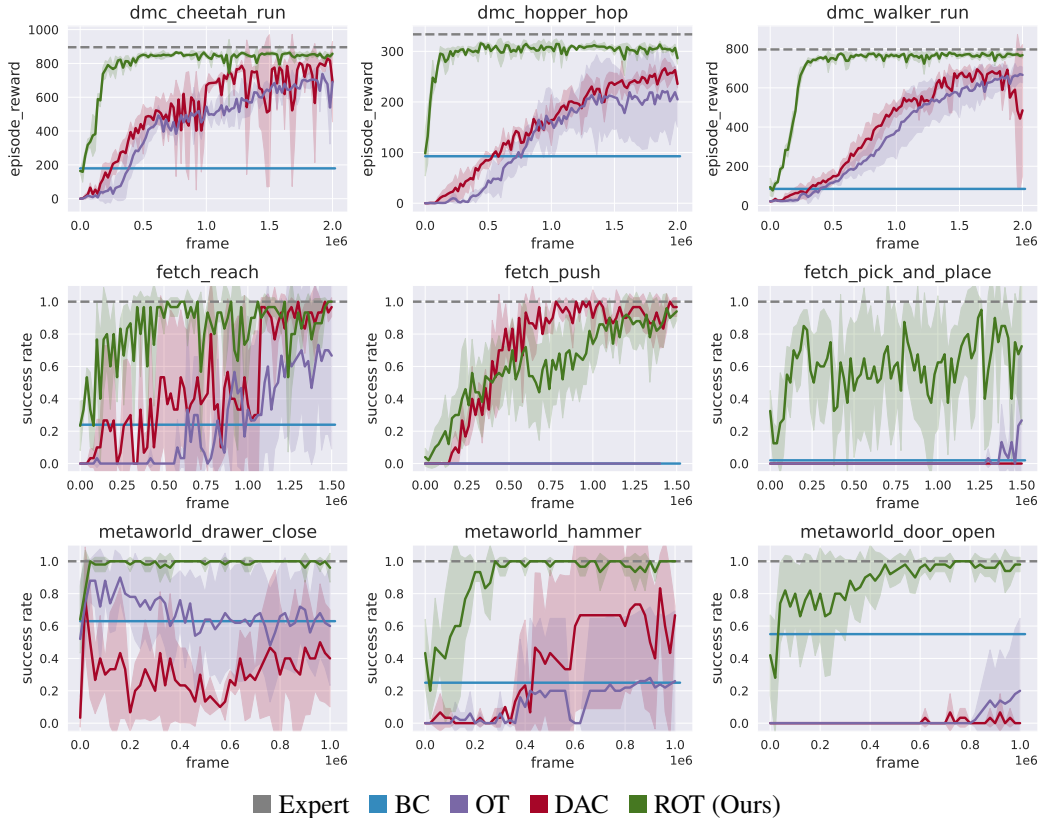 dmc_cheetah_run
dmc_hopper_hop
dmc_walker_run
episode_reward
1000
800
600
400
200
0
0.0 0.5 1.0 1.5 2.0
1e6
frame
episode_reward
300
200
100
0
0.0 0.5 1.0 1.5 2.0
1e6
frame
episode_reward
800
600
400
200
0
0.0 0.5 1.0 1.5 2.0
1e6
frame
fetch_reach
fetch_push
fetch_pick_and_place
success rate
1.0
0.8
0.6
0.4
0.2
0.0
0.00 0.25 0.50 0.75 1.00 1.25 1.50
1e6
frame
success rate
1.0
0.8
0.6
0.4
0.2
0.0
0.00 0.25 0.50 0.75 1.00 1.25 1.50
1e6
frame
success rate
1.0
0.8
0.6
0.4
0.2
0.0
0.00 0.25 0.50 0.75 1.00 1.25 1.50
1e6
frame
metaworld_drawer_close
metaworld_hammer
metaworld_door_open
success rate
1.0
0.8
0.6
0.4
0.2
0.0
0.0 0.2 0.4 0.6 0.8 1.0
1e6
frame
success rate
1.0
0.8
0.6
0.4
0.2
0.0
0.0 0.2 0.4 0.6 0.8 1.0
1e6
frame
success rate
1.0
0.8
0.6
0.4
0.2
0.0
0.0 0.2 0.4 0.6 0.8 1.0
1e6
frame
Expert BC OT DAC ROT (Ours)